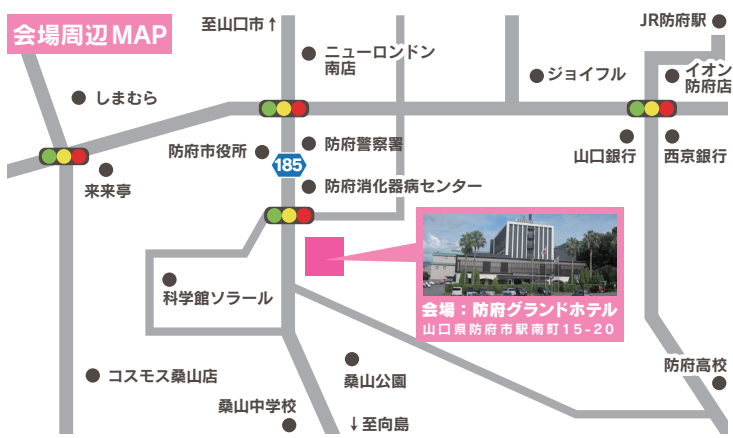 会場周辺MAP
至山口市↑
JR防府駅
ニューロンドン
南店
ジョイフル
イオン
防府店
しまむら
防府市役所
防府警察署
山口銀行
西京銀行
185
来来亭
防府消化器病センター
科学館ソラール
会場：防府グランドホテル
山口県防府市駅南町15-20
コスモス桑山店
桑山公園
防府高校
桑山中学校
↓至向島